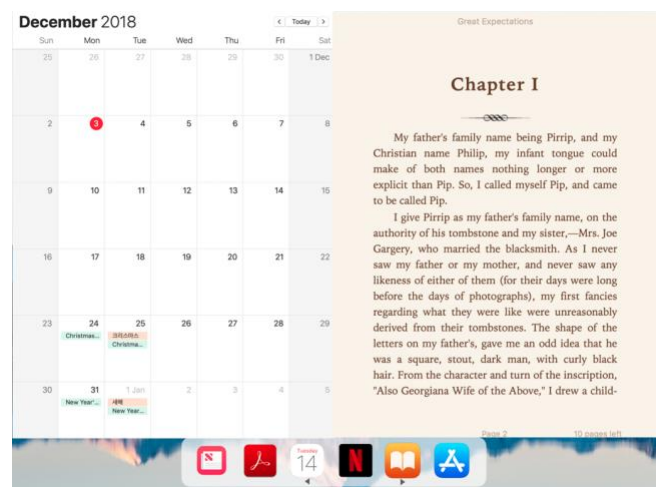 December 2018
< Today >
Sun Mon Tue Wed Thu Fri Sat
25 26 27 28 29 30 1 Dec
2 3 4 5 6 7 8
9 10 11 12 13 14 15
16 17 18 19 20 21 22
23 24 25 26 27 28 29
Christmas... 크리스마스
Christma...
30 31 1 Jan 2 3 4 5
New Year'... 새해
New Year...
Great Expectations
Chapter I
My father's family name being Pirrip, and my
Christian name Philip, my infant tongue could
make of both names nothing longer or more
explicit than Pip. So, I called myself Pip, and came
to be called Pip.
I give Pirrip as my father's family name, on the
authority of his tombstone and my sister,—Mrs. Joe
Gargery, who married the blacksmith. As I never
saw my father or my mother, and never saw any
likeness of either of them (for their days were long
before the days of photographs), my first fancies
regarding what they were like were unreasonably
derived from their tombstones. The shape of the
letters on my father's, gave me an odd idea that he
was a square, stout, dark man, with curly black
hair. From the character and turn of the inscription,
"Also Georgiana Wife of the Above," I drew a child-
Page 2 10 pages left
Tuesday
14
N